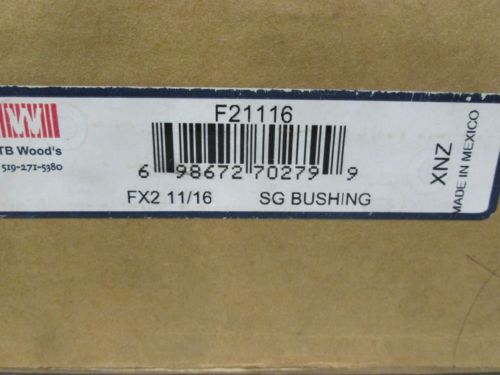 F21116
W
TB Wood's
519-271-5380
6 98672 70279 9
FX2 11/16 SG BUSHING
XNZ
MADE IN MEXICO